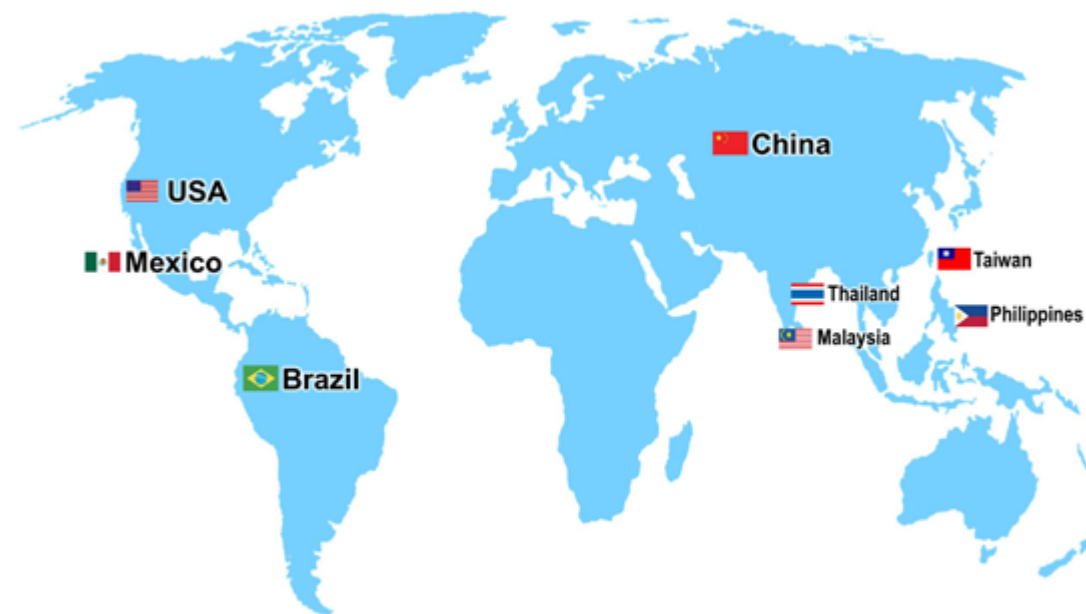 China
USA
Mexico
Taiwan
Thailand
Philippines
Malaysia
Brazil